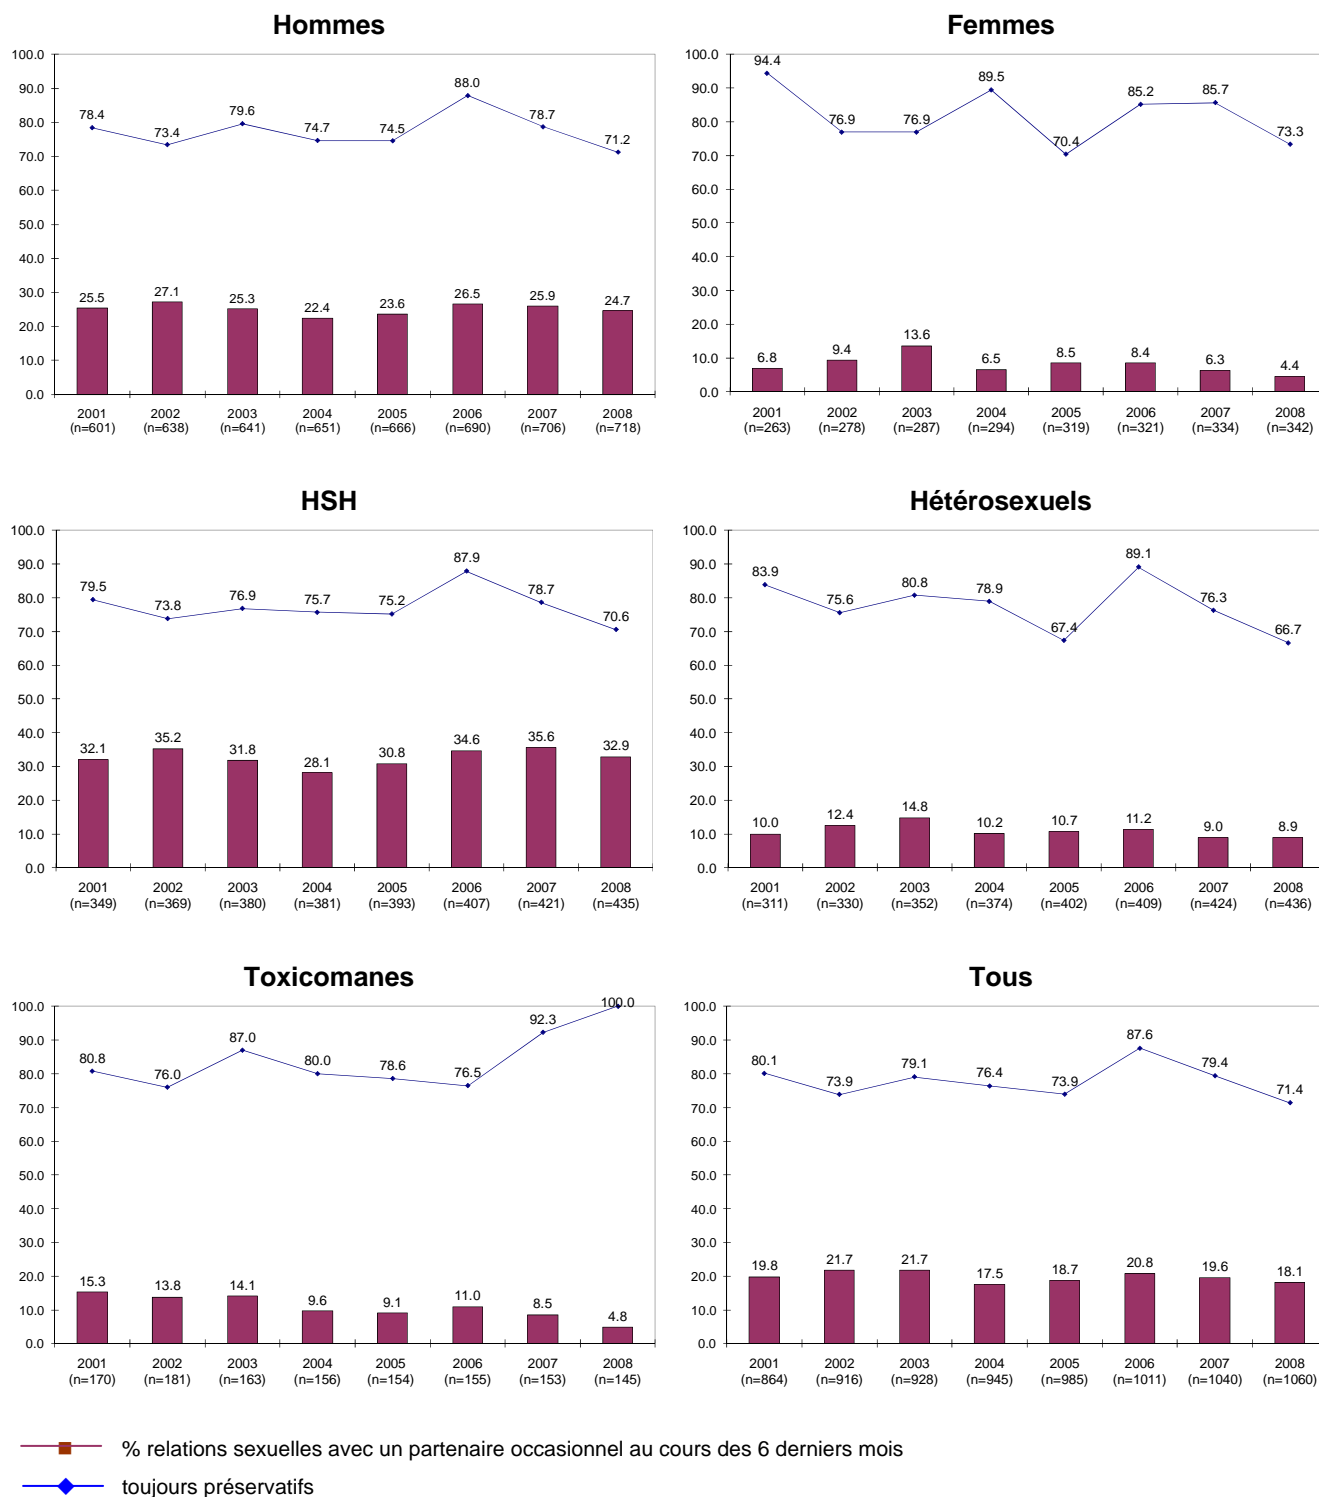 Hommes
100.0
90.0
80.0
70.0
60.0
50.0
40.0
30.0
20.0
10.0
0.0
78.4 73.4 79.6 74.7 74.5 88.0 78.7 71.2
25.5 27.1 25.3 22.4 23.6 26.5 25.9 24.7
2001 2002 2003 2004 2005 2006 2007 2008
(n=601) (n=638) (n=641) (n=651) (n=666) (n=690) (n=706) (n=718)
Femmes
100.0
90.0
80.0
70.0
60.0
50.0
40.0
30.0
20.0
10.0
0.0
94.4 76.9 76.9 89.5 70.4 85.2 85.7 73.3
6.8 9.4 13.6 6.5 8.5 8.4 6.3 4.4
2001 2002 2003 2004 2005 2006 2007 2008
(n=263) (n=278) (n=287) (n=294) (n=319) (n=321) (n=334) (n=342)
HSH
100.0
90.0
80.0
70.0
60.0
50.0
40.0
30.0
20.0
10.0
0.0
79.5 73.8 76.9 75.7 75.2 87.9 78.7 70.6
32.1 35.2 31.8 28.1 30.8 34.6 35.6 32.9
2001 2002 2003 2004 2005 2006 2007 2008
(n=349) (n=369) (n=380) (n=381) (n=393) (n=407) (n=421) (n=435)
Hétérosexuels
100.0
90.0
80.0
70.0
60.0
50.0
40.0
30.0
20.0
10.0
0.0
83.9 75.6 80.8 78.9 67.4 89.1 76.3 66.7
10.0 12.4 14.8 10.2 10.7 11.2 9.0 8.9
2001 2002 2003 2004 2005 2006 2007 2008
(n=311) (n=330) (n=352) (n=374) (n=402) (n=409) (n=424) (n=436)
Toxicomanes
100.0
90.0
80.0
70.0
60.0
50.0
40.0
30.0
20.0
10.0
0.0
80.8 76.0 87.0 80.0 78.6 76.5 92.3 100.0
15.3 13.8 14.1 9.6 9.1 11.0 8.5 4.8
2001 2002 2003 2004 2005 2006 2007 2008
(n=170) (n=181) (n=163) (n=156) (n=154) (n=155) (n=153) (n=145)
Tous
100.0
90.0
80.0
70.0
60.0
50.0
40.0
30.0
20.0
10.0
0.0
80.1 73.9 79.1 76.4 73.9 87.6 79.4 71.4
19.8 21.7 21.7 17.5 18.7 20.8 19.6 18.1
2001 2002 2003 2004 2005 2006 2007 2008
(n=864) (n=916) (n=928) (n=945) (n=985) (n=1011) (n=1040) (n=1060)
% relations sexuelles avec un partenaire occasionnel au cours des 6 derniers mois
toujours préservatifs